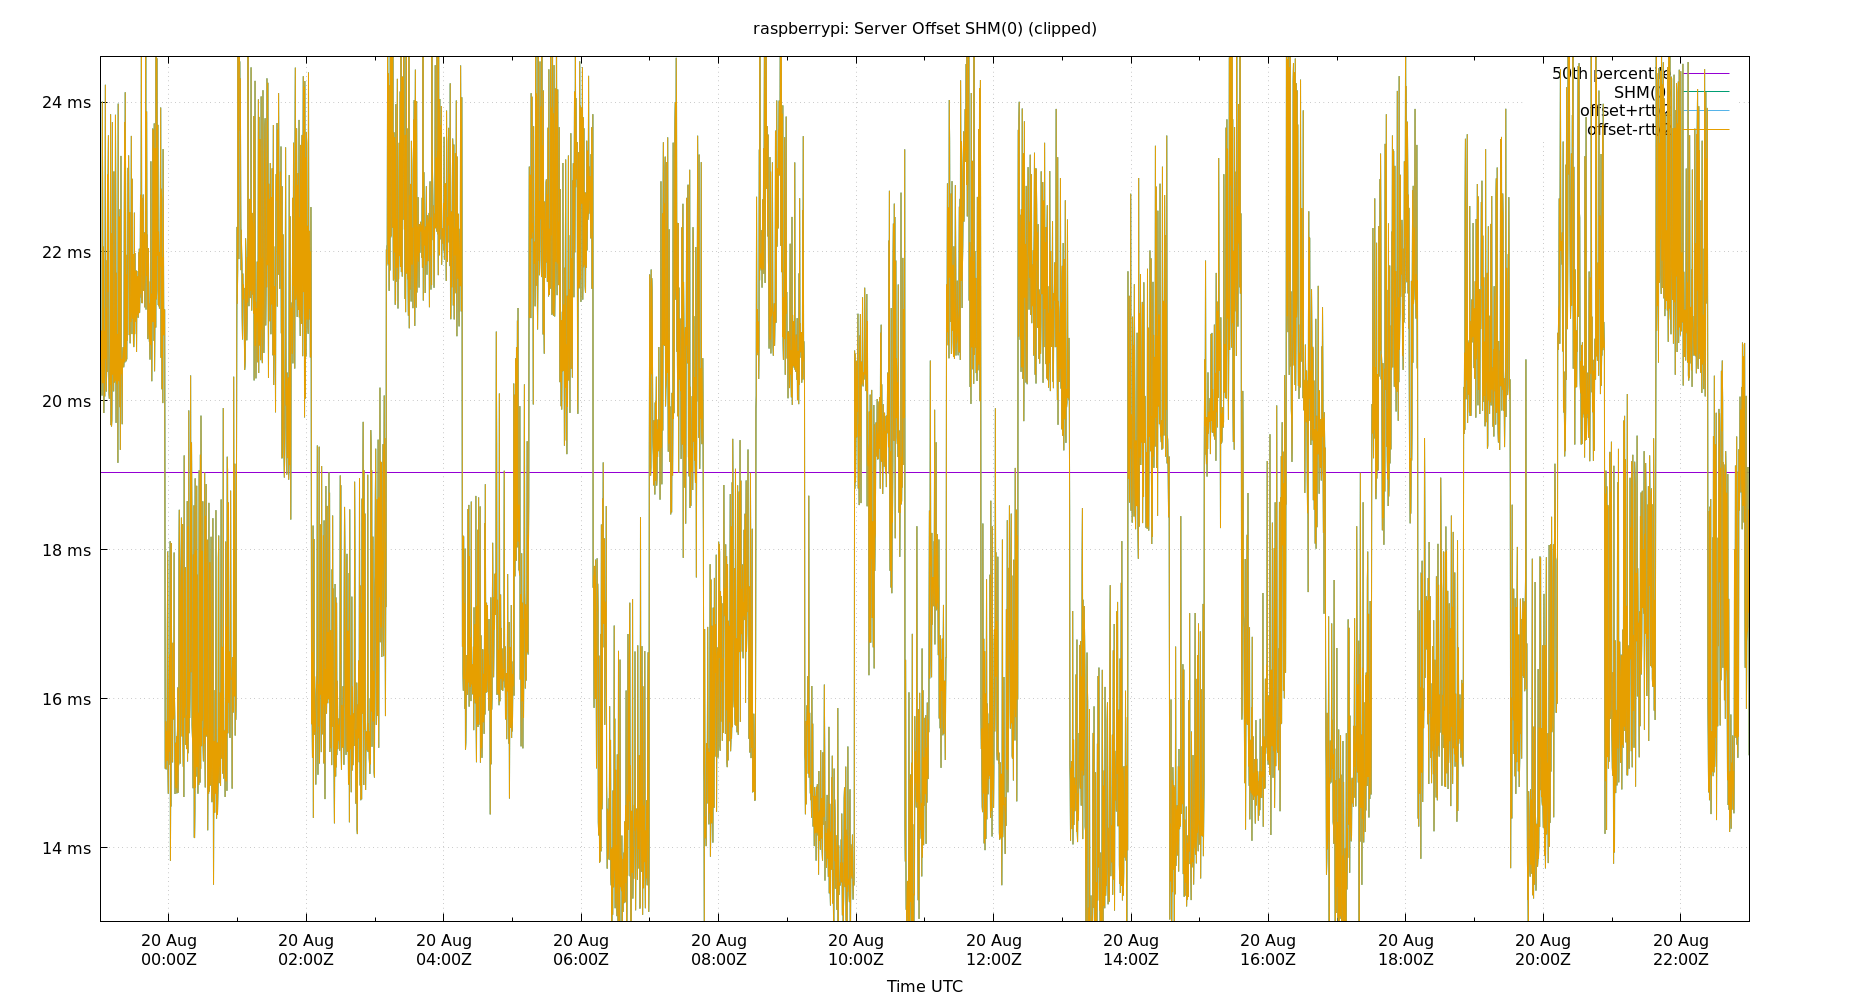 raspberrypi: Server Offset SHM(0) (clipped)
50th percentile
SHM(0)
offset+rtt/2
offset-rtt/2
24 ms
22 ms
20 ms
18 ms
16 ms
14 ms
20 Aug 20 Aug 20 Aug 20 Aug 20 Aug 20 Aug 20 Aug 20 Aug 20 Aug 20 Aug 20 Aug 20 Aug
00:00Z 02:00Z 04:00Z 06:00Z 08:00Z 10:00Z 12:00Z 14:00Z 16:00Z 18:00Z 20:00Z 22:00Z
Time UTC